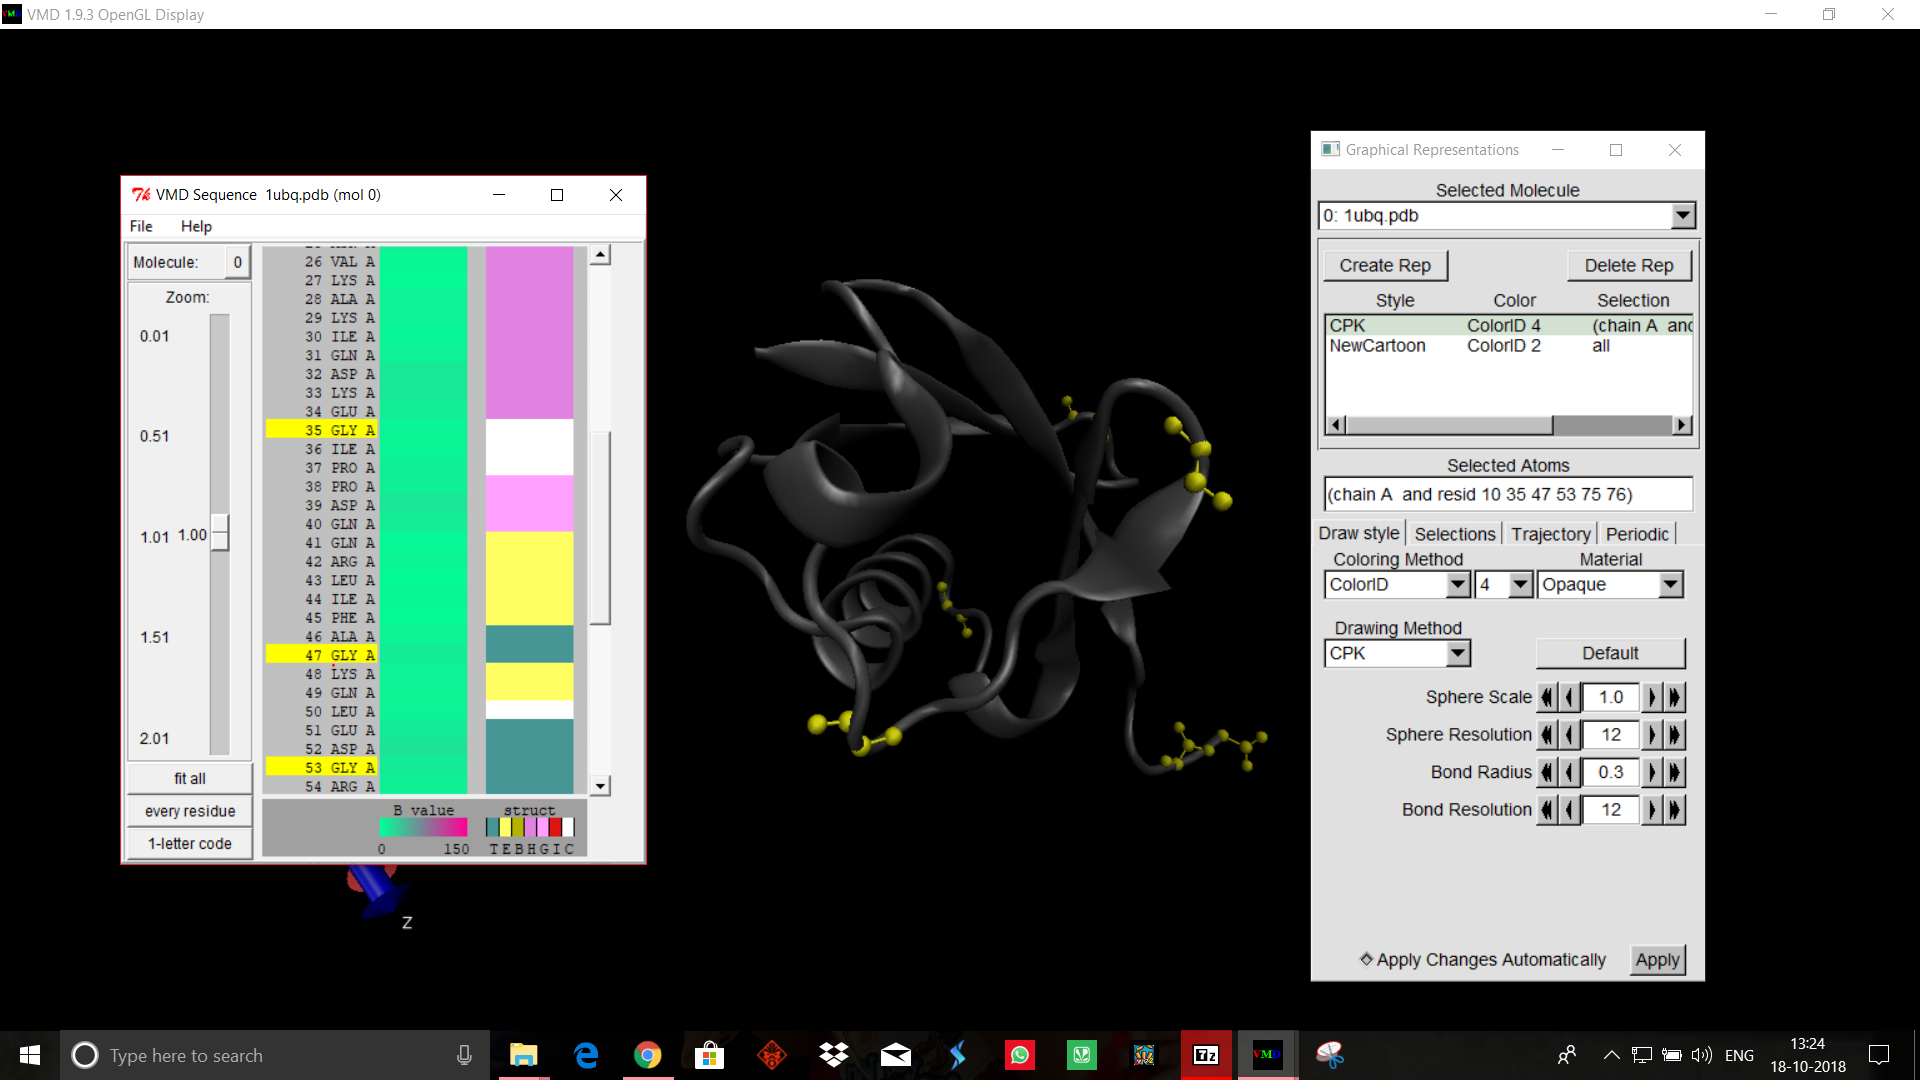 VMD 1.9.3 OpenGL Display
VMD Sequence 1ubq.pdb (mol 0)
File Help
Molecule: 0
Zoom:
0.01
0.51
1.01 1.00
1.51
2.01
fit all
every residue
1-letter code
26 VAL A
27 LYS A
28 ALA A
29 LYS A
30 ILE A
31 GLN A
32 ASP A
33 LYS A
34 GLU A
35 GLY A
36 ILE A
37 PRO A
38 PRO A
39 ASP A
40 GLN A
41 GLN A
42 ARG A
43 LEU A
44 ILE A
45 PHE A
46 ALA A
47 GLY A
48 LYS A
49 GLN A
50 LEU A
51 GLU A
52 ASP A
53 GLY A
54 ARG A
B value struct
0 150 T E B H G I C
z
Graphical Representations
Selected Molecule
0: 1ubq.pdb
Create Rep Delete Rep
Style Color Selection
CPK ColorID 4 (chain A and
NewCartoon ColorID 2 all
Selected Atoms
(chain A and resid 10 35 47 53 75 76)
Draw style Selections Trajectory Periodic
Coloring Method Material
ColorID 4 Opaque
Drawing Method
CPK Default
Sphere Scale 1.0
Sphere Resolution 12
Bond Radius 0.3
Bond Resolution 12
Apply Changes Automatically Apply
Type here to search
7z
VMD
ENG
13:24
18-10-2018